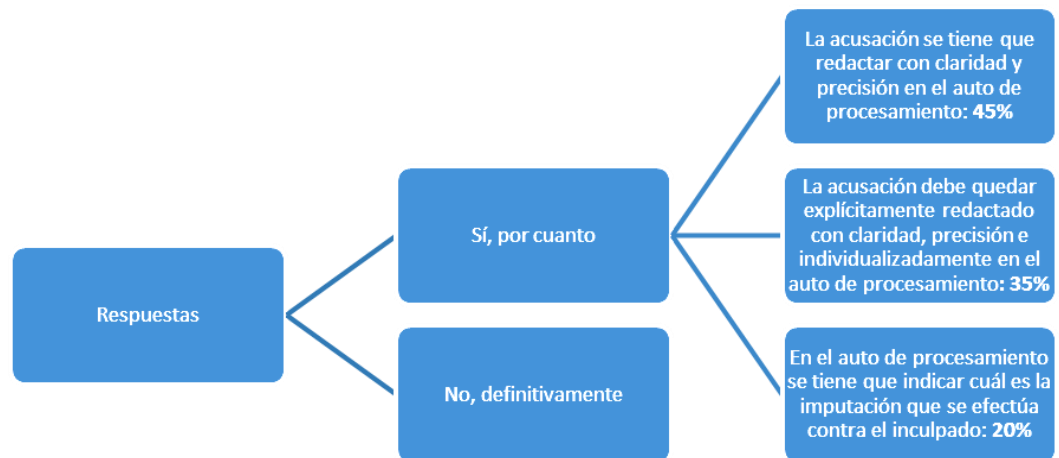 Respuestas
Sí, por cuanto
No, definitivamente
La acusación se tiene que
redactar con claridad y
precisión en el auto de
procesamiento: 45%
La acusación debe quedar
explícitamente redactado
con claridad, precisión e
individualizadamente en el
auto de procesamiento: 35%
En el auto de procesamiento
se tiene que indicar cuál es la
imputación que se efectúa
contra el inculpado: 20%